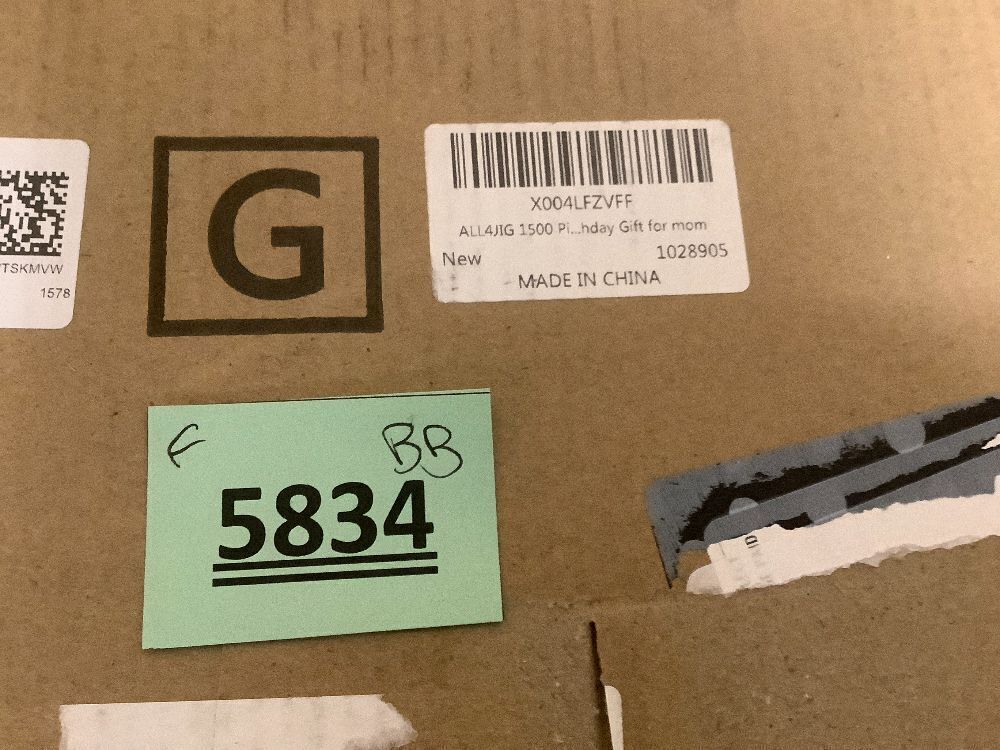 G
X004LFZVFF
ALL4JIG 1500 Pi...hday Gift for mom
New 1028905
MADE IN CHINA
TSKMVW
1578
F BB
5834